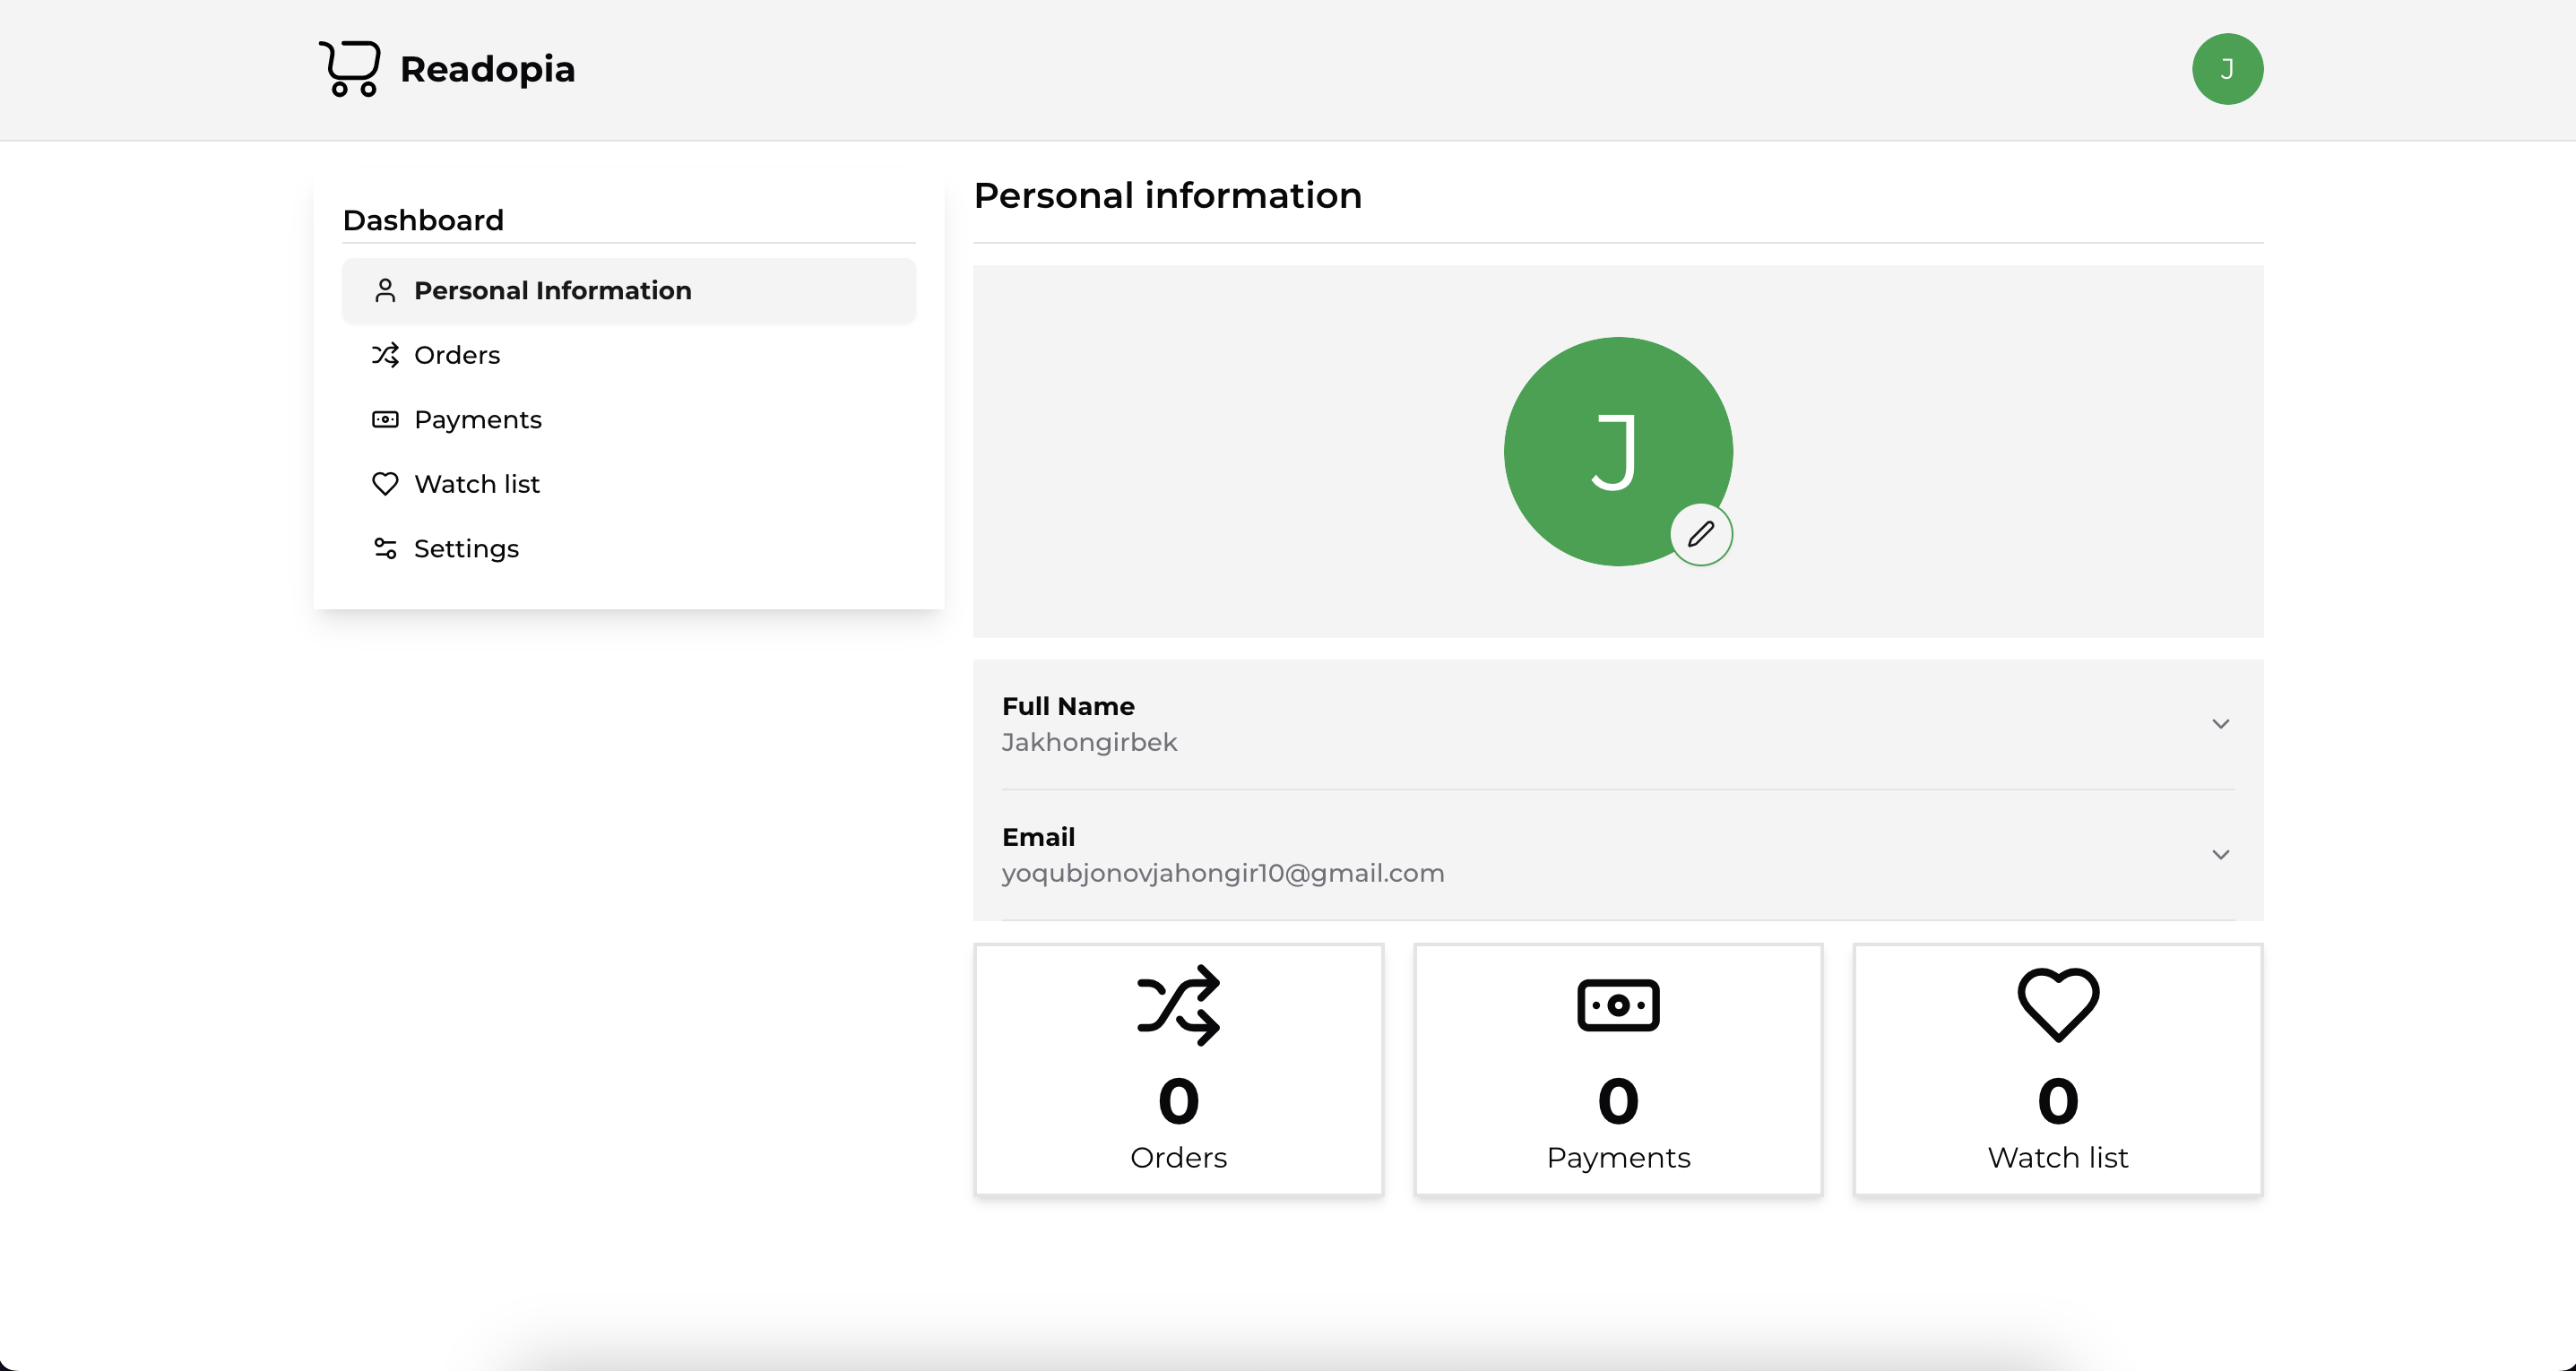 Readopia
J
Dashboard
Personal Information
Orders
Payments
Watch list
Settings
Personal information
J
Full Name
Jakhongirbek
Email
yoqubjonovjahongir10@gmail.com
0
Orders
0
Payments
0
Watch list